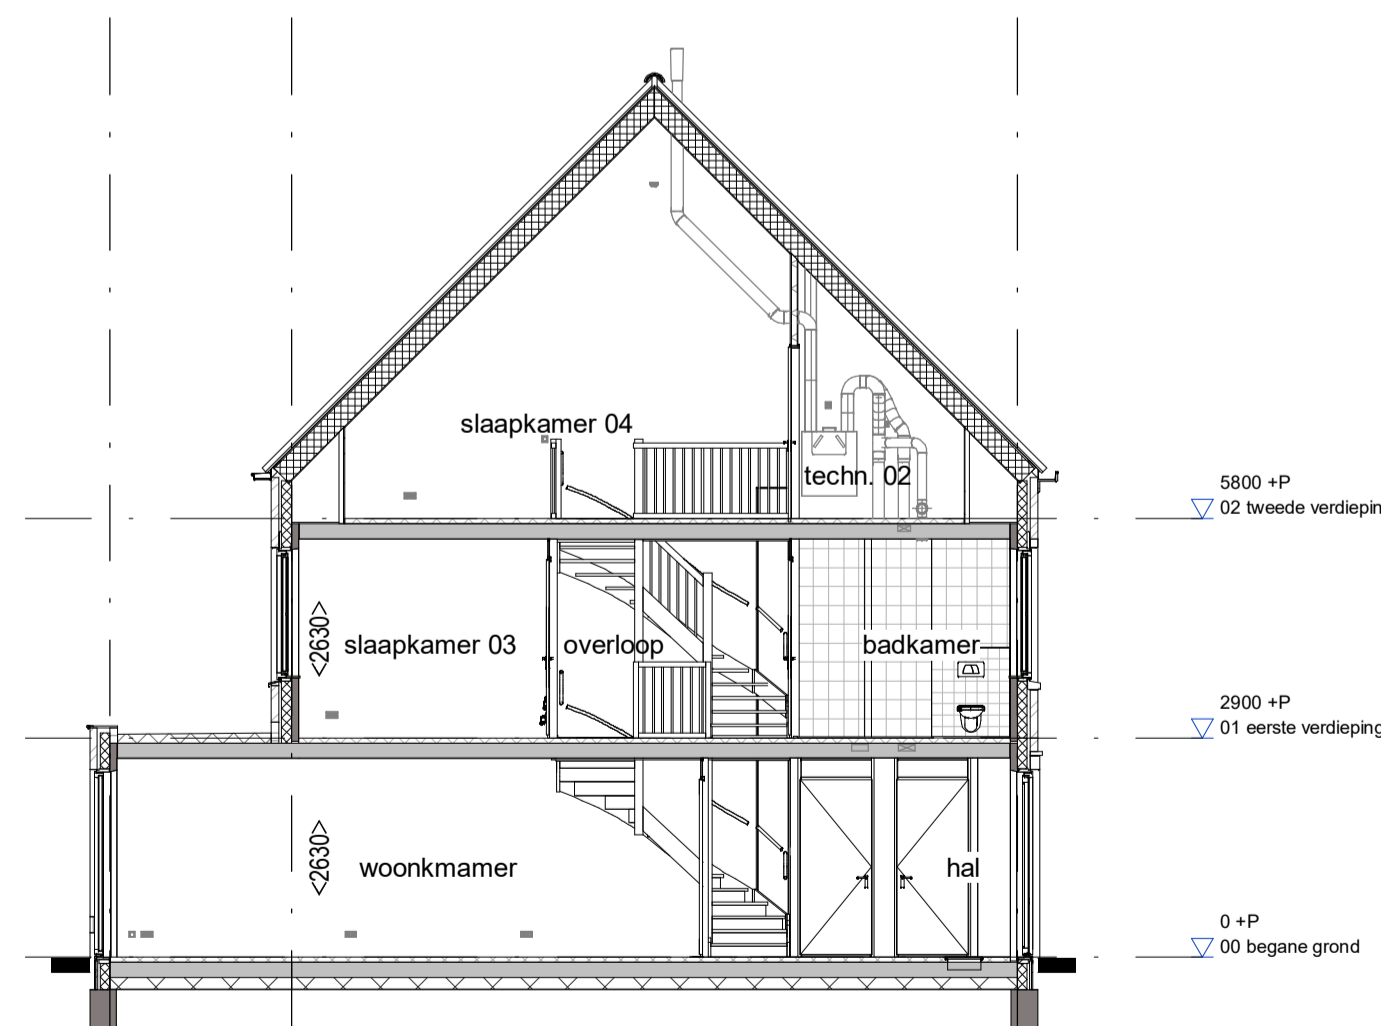 slaapkamer 04
techn. 02
5800 +P
02 tweede verdiepin
<2630>
slaapkamer 03
overloop
badkamer
2900 +P
01 eerste verdieping
<2630>
woonkmamer
hal
0 +P
00 begane grond